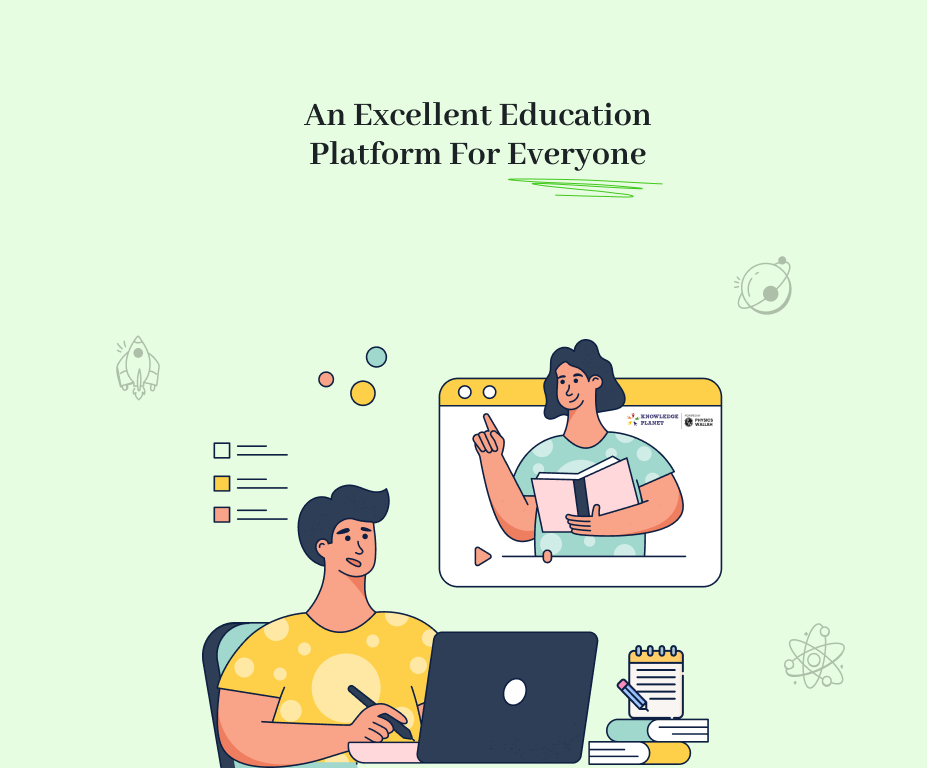 An Excellent Education
Platform For Everyone
KNOWLEDGE
PLANET
PHYSICS
WALLAH